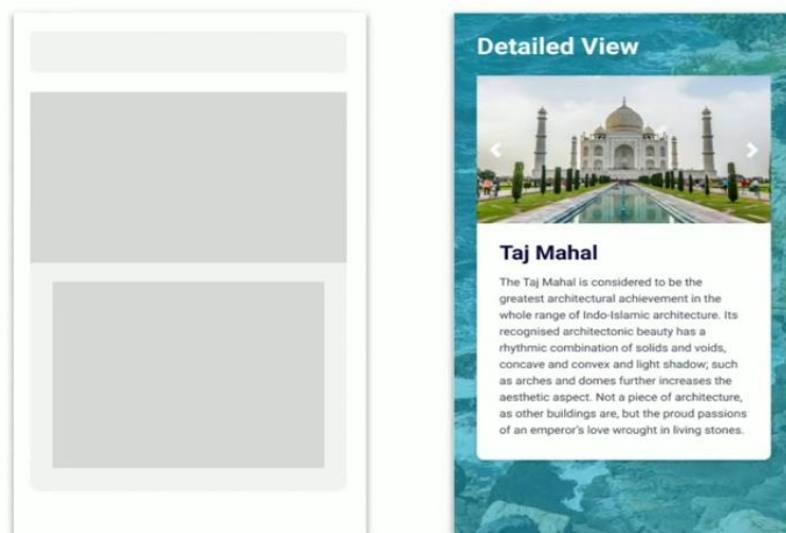 Detailed View
Taj Mahal
The Taj Mahal is considered to be the
greatest architectural achievement in the
whole range of Indo-Islamic architecture. Its
recognised architectonic beauty has a
rhythmic combination of solids and voids,
concave and convex and light shadow; such
as arches and domes further increases the
aesthetic aspect. Not a piece of architecture,
as other buildings are, but the proud passions
of an emperor's love wrought in living stones.